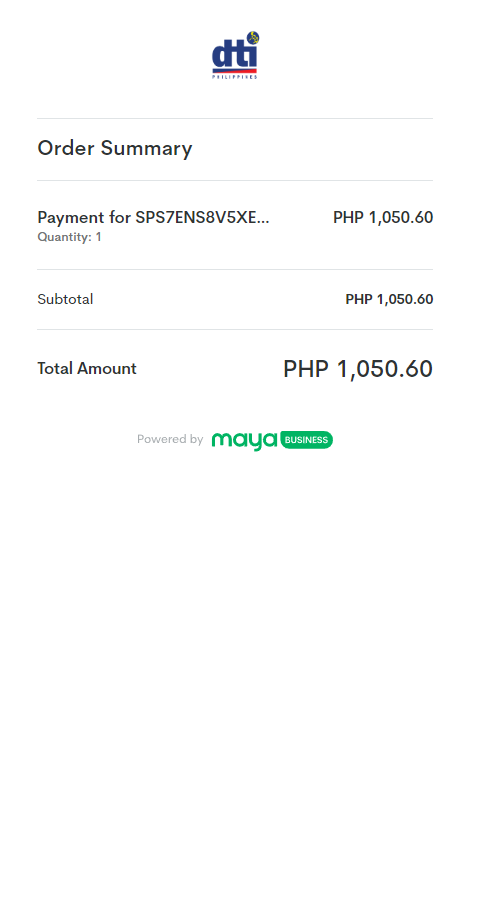 dti
PHILIPPINES
Order Summary
Payment for SPS7ENS8V5XE... PHP 1,050.60
Quantity: 1
Subtotal PHP 1,050.60
Total Amount PHP 1,050.60
Powered by maya BUSINESS